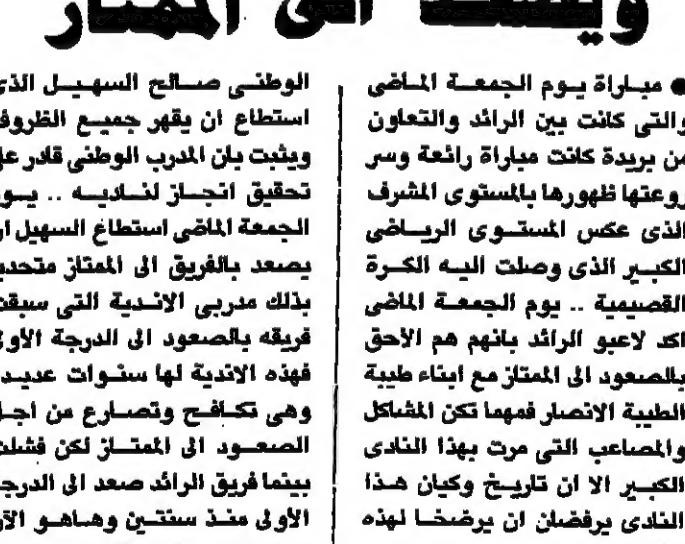 ويصعد الى الممتاز
● مباراة يوم الجمعة الماضى
والتى كانت بين الرائد والتعاون
من بريدة كانت مباراة رائعة وسر
روعتها ظهورها بالمستوى المشرف
الذى عكس المستوى الرياضى
الكبير الذى وصلت اليه الكرة
القصيمية .. يوم الجمعة الماضى
اكد لاعبو الرائد بانهم هم الأحق
بالصعود الى الممتاز مع ابناء طيبة
الطيبة الانصار فمهما تكن المشاكل
والمصاعب التى مرت بهذا النادى
الكبير الا ان تاريخ وكيان هذا
النادى يرفضان ان يرضخا لهذه
الوطنى صالح السهيل الذى
استطاع ان يقهر جميع الظروف
ويثبت بان المدرب الوطنى قادر على
تحقيق انجاز لناديه .. يوم
الجمعة الماضى استطاع السهيل ان
يصعد بالفريق الى الممتاز متحديا
بذلك مدربى الاندية التى سبقت
فريقه بالصعود الى الدرجة الأولى
فهذه الاندية لها سنوات عديدة
وهى تكافح وتصارع من اجل
الصعود الى الممتاز لكن فشلت
بينما فريق الرائد صعد الى الدرجة
الأولى منذ سنتين وهاهو الآن